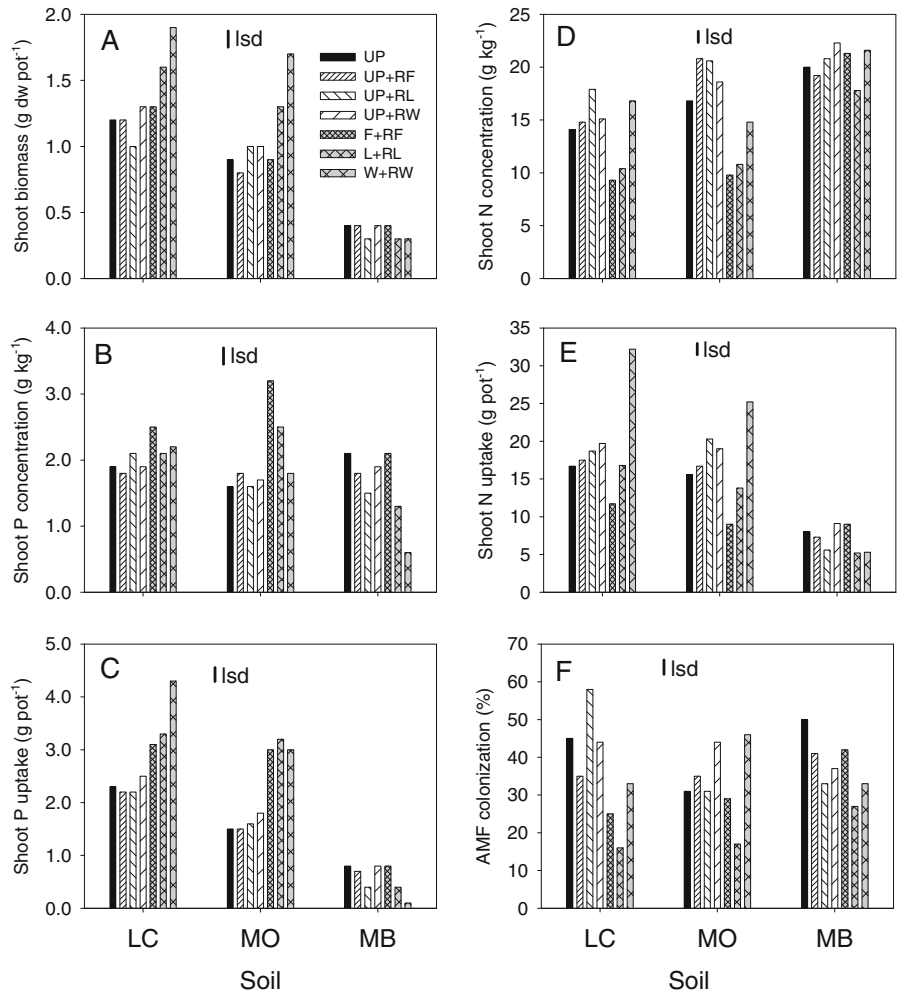 A
Shoot biomass (g dw pot⁻¹)
2.0
1.5
1.0
0.5
0.0
lsd
UP
UP+RF
UP+RL
UP+RW
F+RF
L+RL
W+RW
B
Shoot P concentration (g kg⁻¹)
4.0
3.0
2.0
1.0
0.0
lsd
C
Shoot P uptake (g pot⁻¹)
5.0
4.0
3.0
2.0
1.0
0.0
lsd
LC MO MB
Soil
D
Shoot N concentration (g kg⁻¹)
25
20
15
10
5
0
lsd
E
Shoot N uptake (g pot⁻¹)
35
30
25
20
15
10
5
0
lsd
F
AMF colonization (%)
70
60
50
40
30
20
10
0
lsd
LC MO MB
Soil